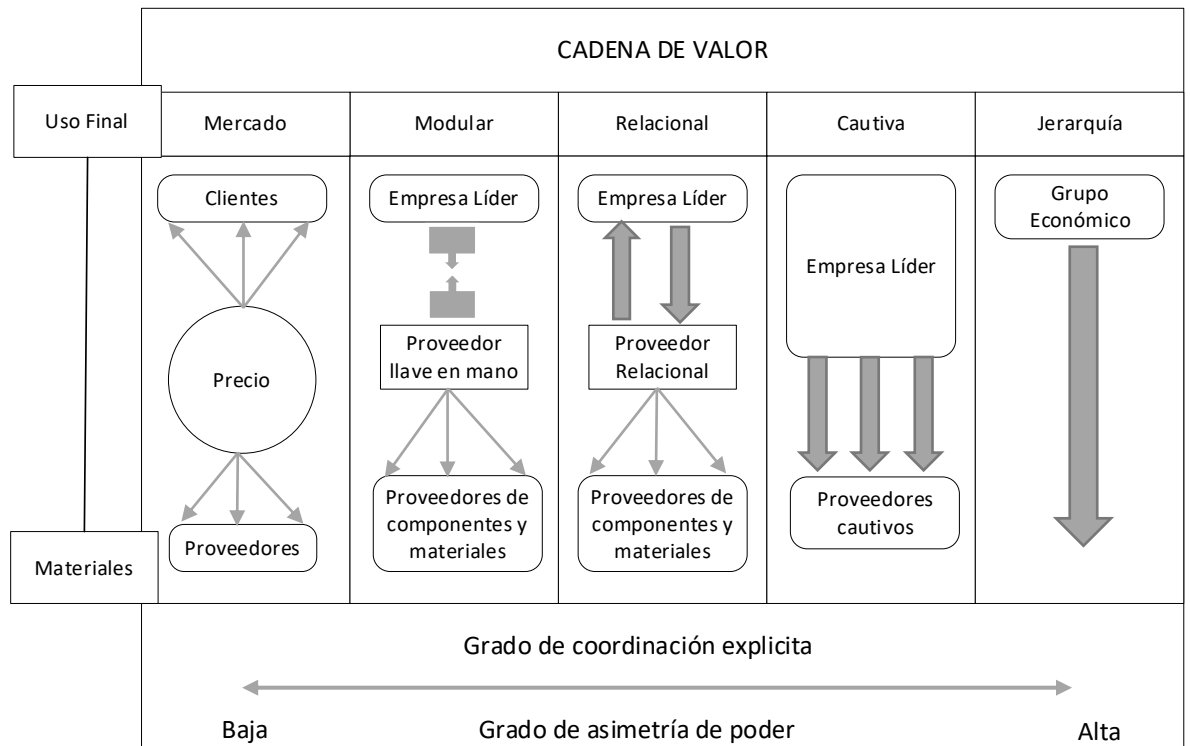 CADENA DE VALOR
Uso Final
Mercado
Modular
Relacional
Cautiva
Jerarquía
Clientes
Precio
Proveedores
Empresa Líder
Proveedor
llave en mano
Proveedores de
componentes y
materiales
Empresa Líder
Proveedor
Relacional
Proveedores de
componentes y
materiales
Empresa Líder
Proveedores
cautivos
Grupo
Económico
Materiales
Grado de coordinación explicita
Baja
Grado de asimetría de poder
Alta